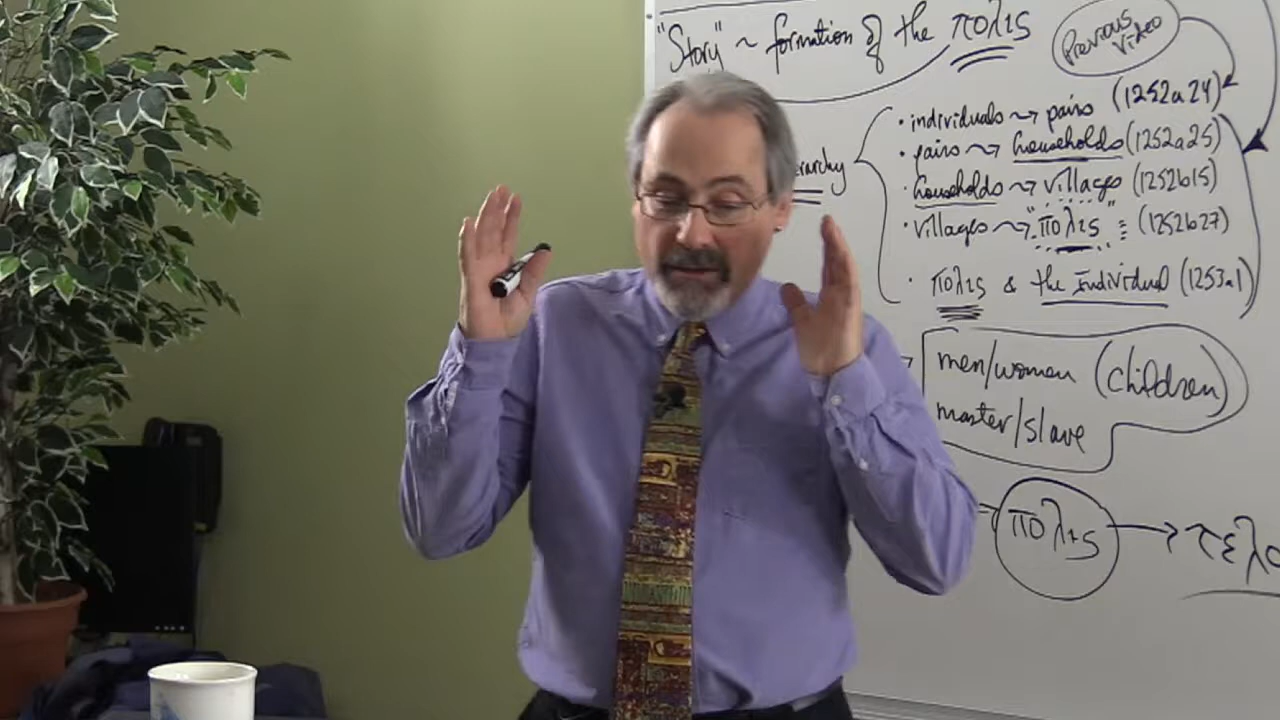 "Story" ~ formation of the πολις
Previous Video
• individuals ~> pairs (1252a24)
• pairs ~> households (1252a25)
• households ~> villages (1252b15)
• villages ~> "πολις" (1252b27)
• πολις & the individual (1253a1)
men/women (children)
master/slave
πολις → τελο